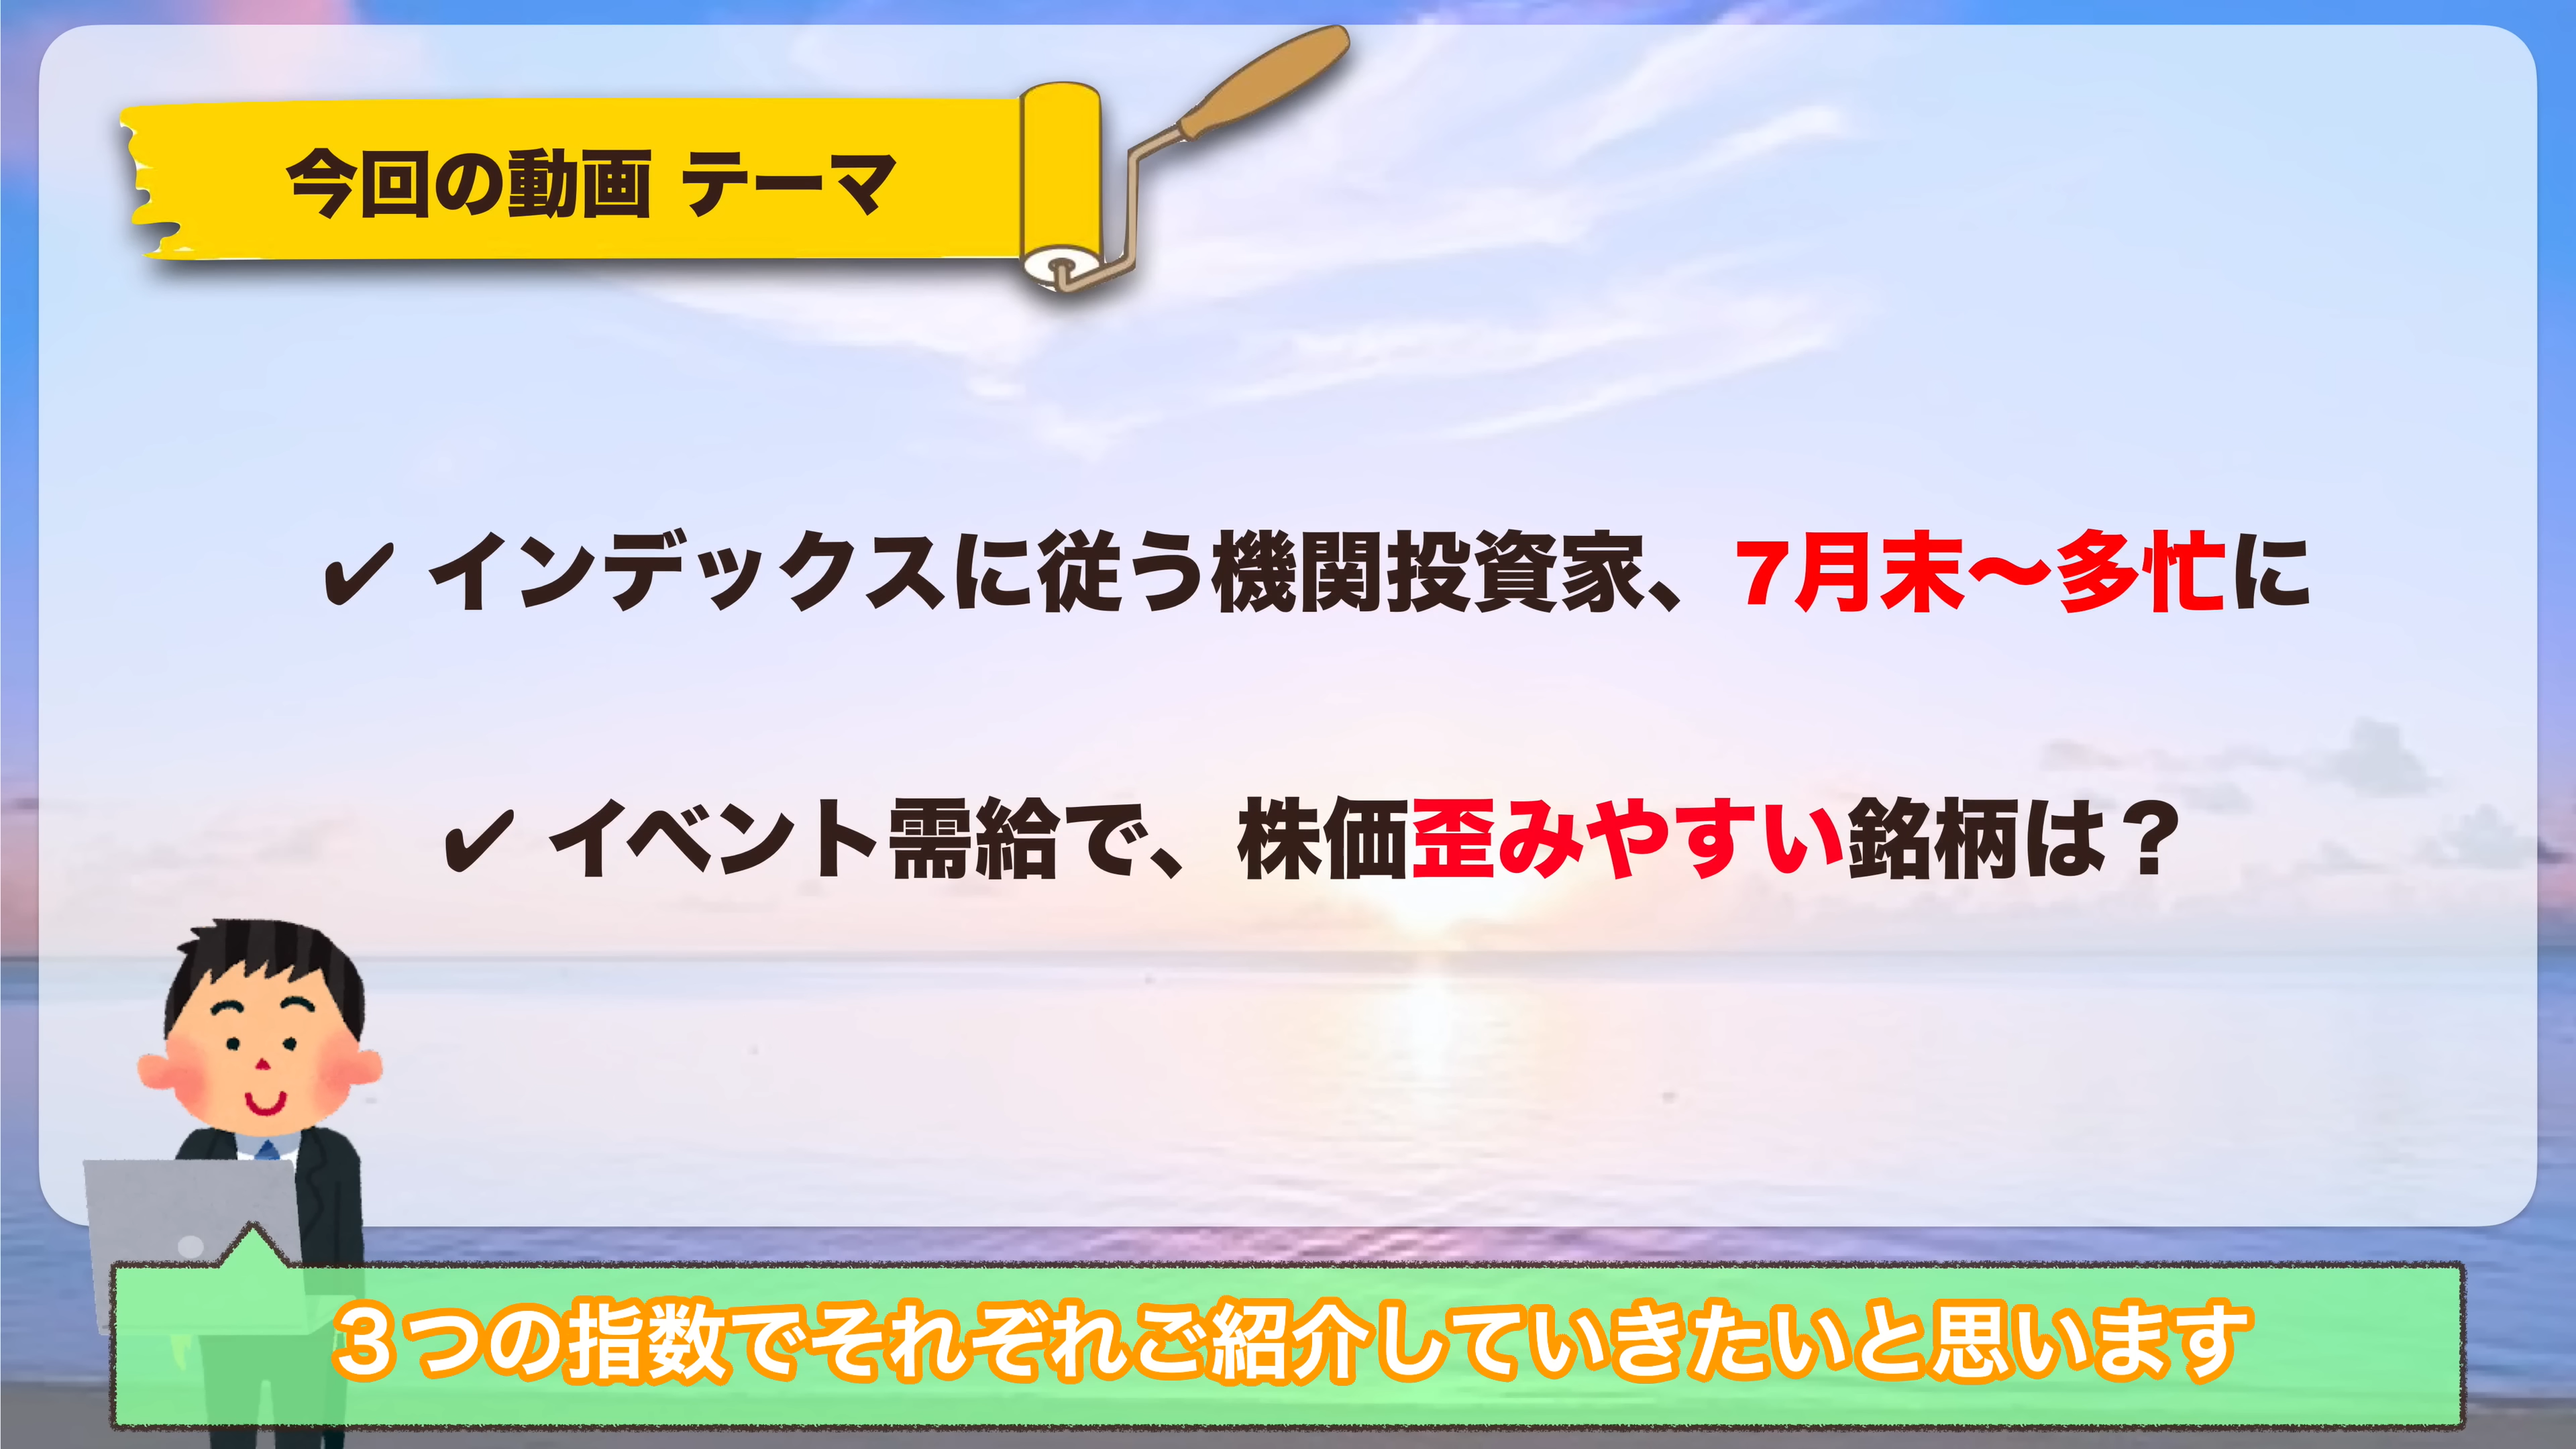 今回の動画 テーマ
✔ インデックスに従う機関投資家、7月末〜多忙に
✔ イベント需給で、株価歪みやすい銘柄は？
３つの指数でそれぞれご紹介していきたいと思います